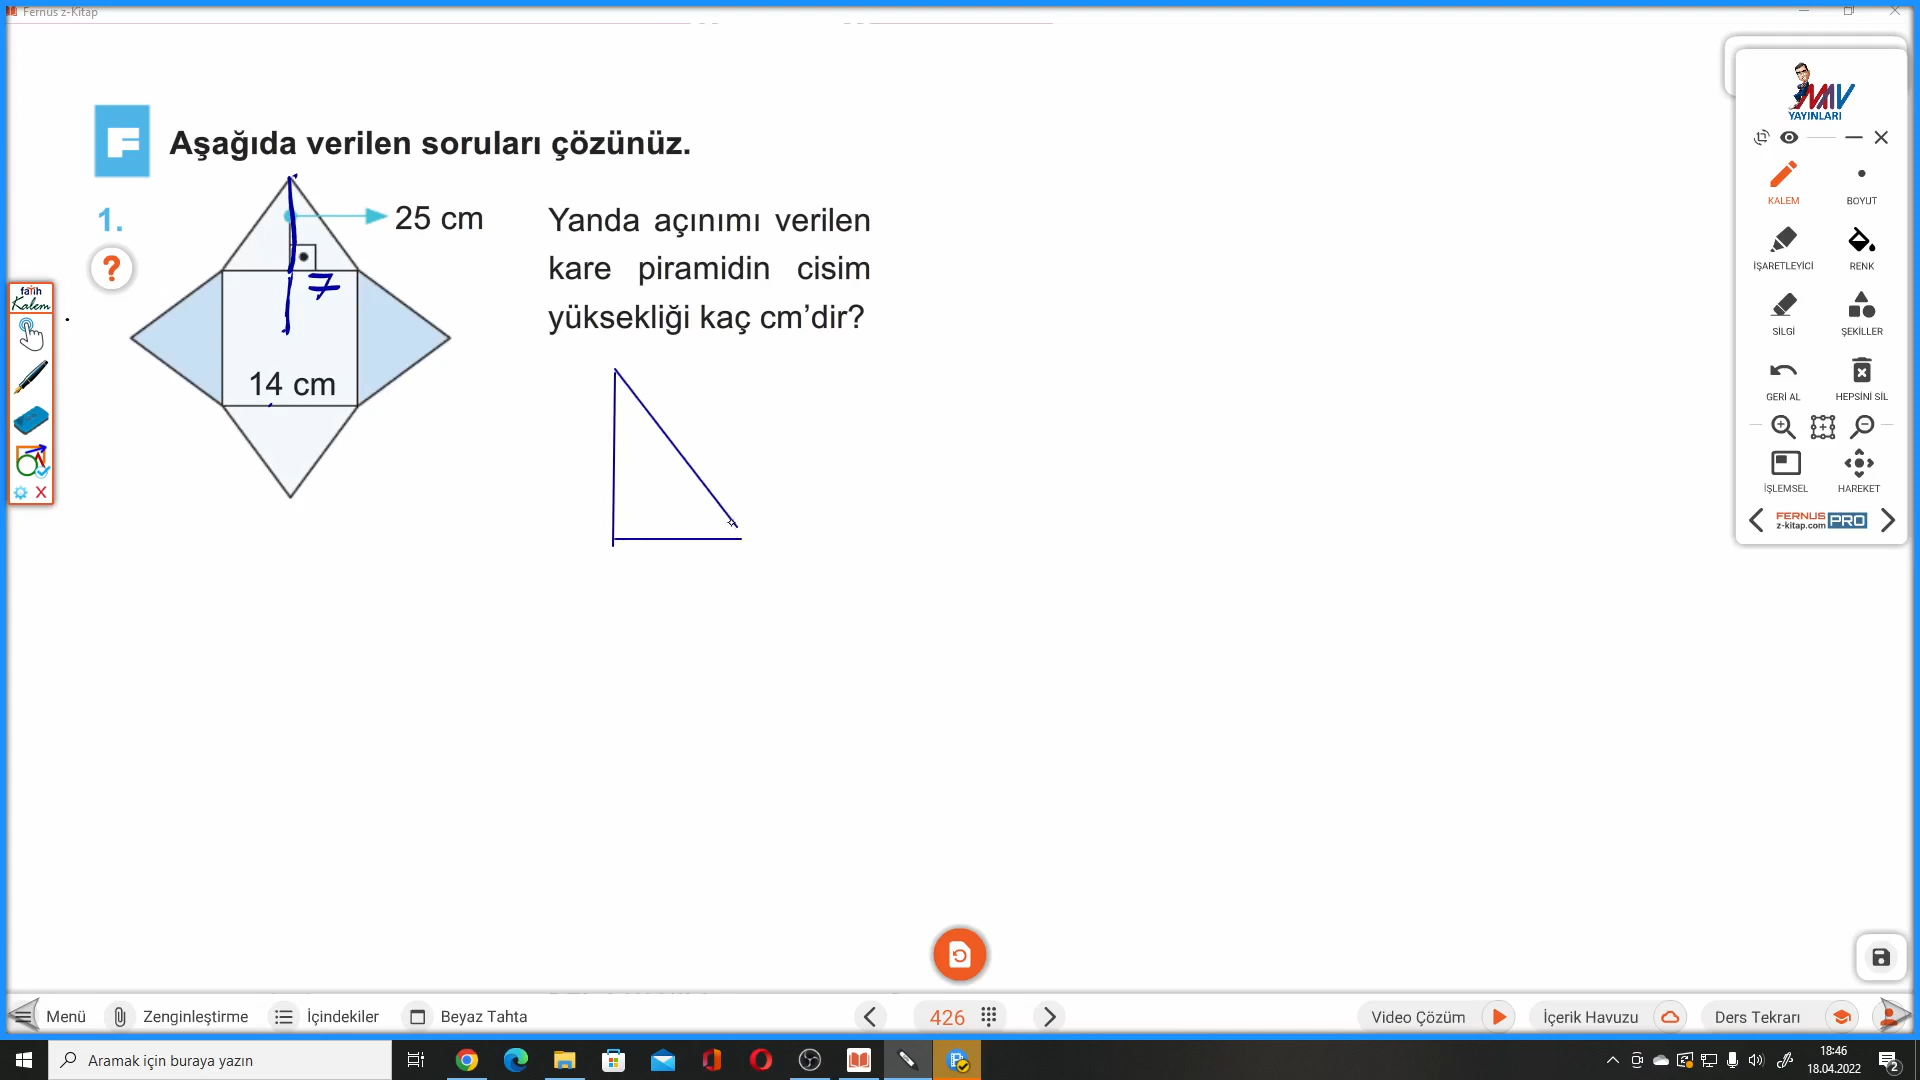 Fernus z-Kitap
F Aşağıda verilen soruları çözünüz.
1.
25 cm
7
14 cm
Yanda açınımı verilen
kare piramidin cisim
yüksekliği kaç cm’dir?
?
fatih
Kalem
MAV
YAYINLARI
KALEM
BOYUT
İŞARETLEYİCİ
RENK
SİLGİ
ŞEKİLLER
GERİ AL
HEPSİNİ SİL
İŞLEMSEL
HAREKET
FERNUS
z-kitap.com PRO
Menü
Zenginleştirme
İçindekiler
Beyaz Tahta
426
Video Çözüm
İçerik Havuzu
Ders Tekrarı
Aramak için buraya yazın
18:46
18.04.2022
2